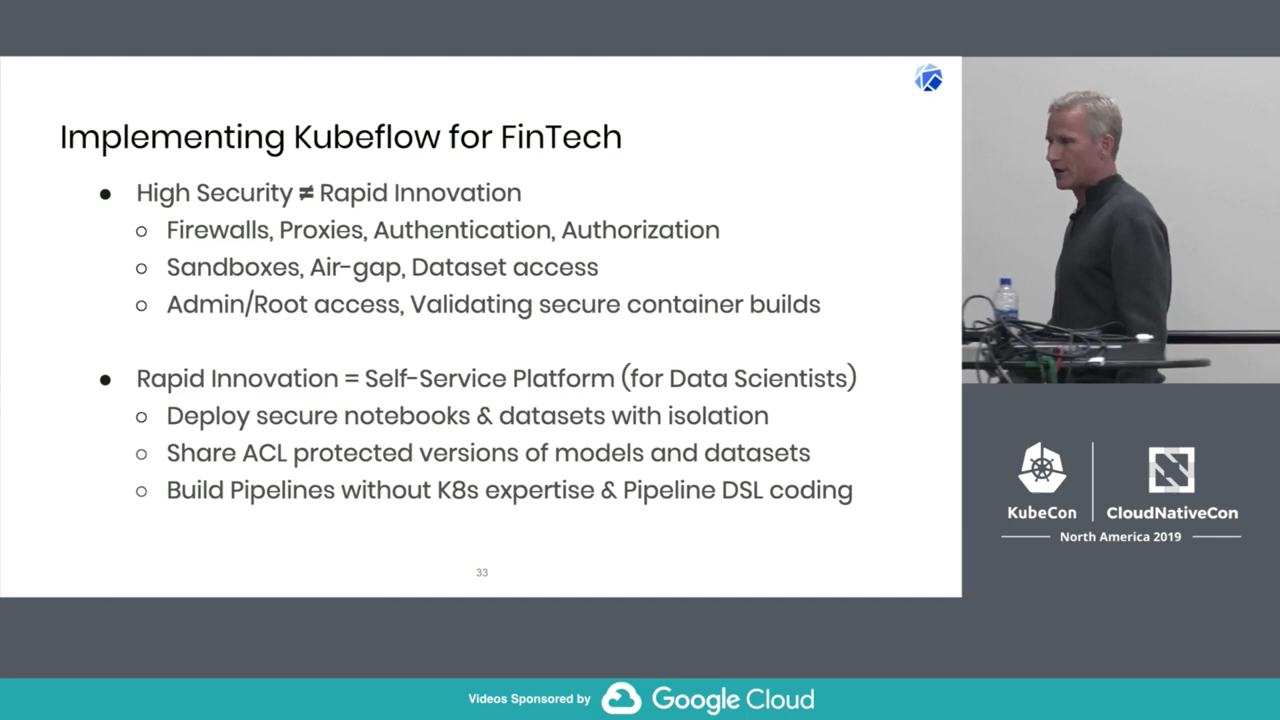 Implementing Kubeflow for FinTech
● High Security ≠ Rapid Innovation
○ Firewalls, Proxies, Authentication, Authorization
○ Sandboxes, Air-gap, Dataset access
○ Admin/Root access, Validating secure container builds
● Rapid Innovation = Self-Service Platform (for Data Scientists)
○ Deploy secure notebooks & datasets with isolation
○ Share ACL protected versions of models and datasets
○ Build Pipelines without K8s expertise & Pipeline DSL coding
33
KubeCon
CloudNativeCon
North America 2019
Videos Sponsored by Google Cloud